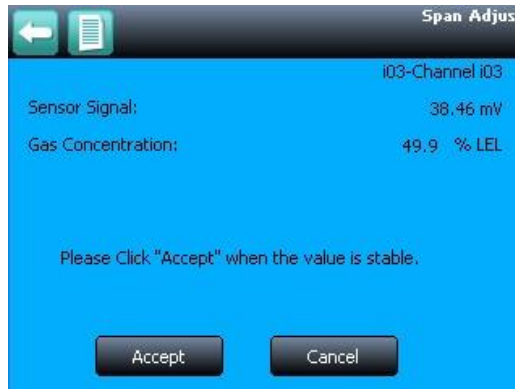 Span Adjus
i03-Channel i03
Sensor Signal: 38.46 mV
Gas Concentration: 49.9 % LEL
Please Click "Accept" when the value is stable.
Accept Cancel